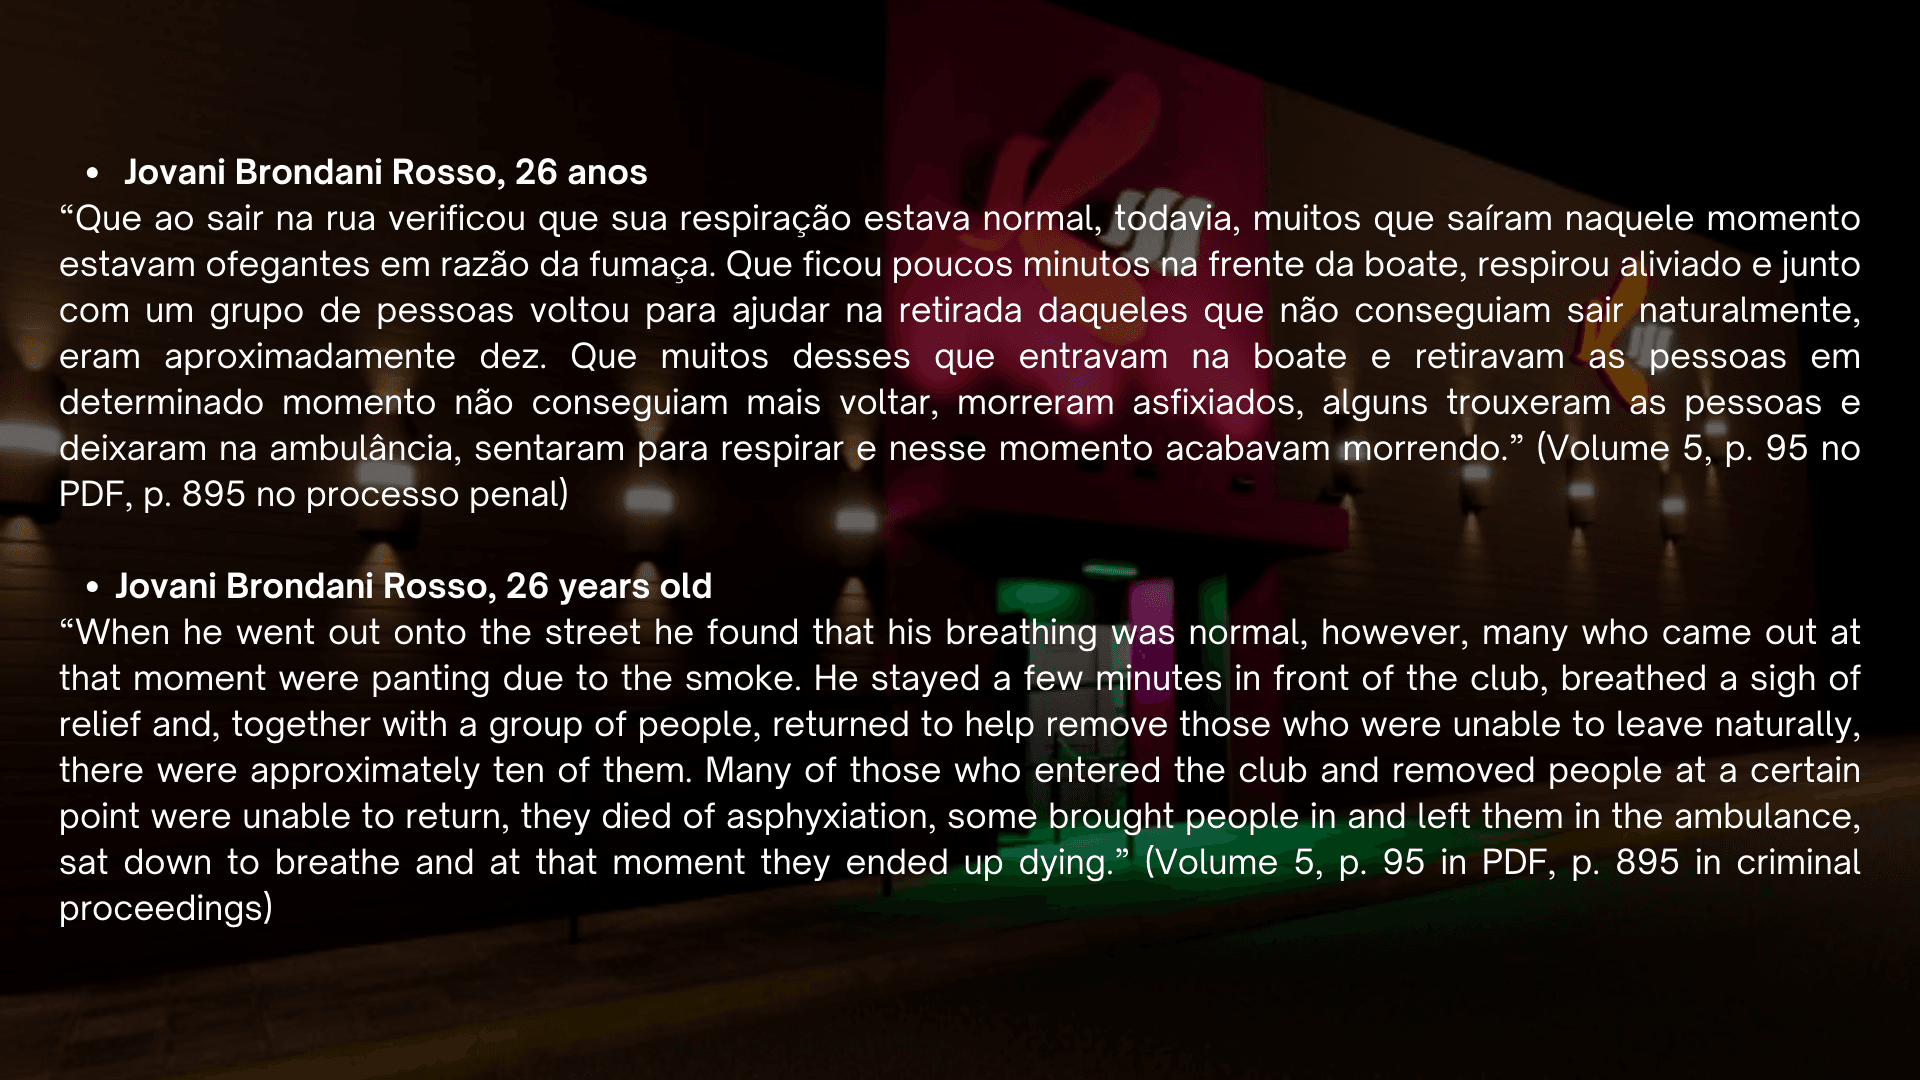 • Jovani Brondani Rosso, 26 anos
“Que ao sair na rua verificou que sua respiração estava normal, todavia, muitos que saíram naquele momento
estavam ofegantes em razão da fumaça. Que ficou poucos minutos na frente da boate, respirou aliviado e junto
com um grupo de pessoas voltou para ajudar na retirada daqueles que não conseguiam sair naturalmente,
eram aproximadamente dez. Que muitos desses que entravam na boate e retiravam as pessoas em
determinado momento não conseguiam mais voltar, morreram asfixiados, alguns trouxeram as pessoas e
deixaram na ambulância, sentaram para respirar e nesse momento acabavam morrendo.” (Volume 5, p. 95 no
PDF, p. 895 no processo penal)
• Jovani Brondani Rosso, 26 years old
“When he went out onto the street he found that his breathing was normal, however, many who came out at
that moment were panting due to the smoke. He stayed a few minutes in front of the club, breathed a sigh of
relief and, together with a group of people, returned to help remove those who were unable to leave naturally,
there were approximately ten of them. Many of those who entered the club and removed people at a certain
point were unable to return, they died of asphyxiation, some brought people in and left them in the ambulance,
sat down to breathe and at that moment they ended up dying.” (Volume 5, p. 95 in PDF, p. 895 in criminal
proceedings)